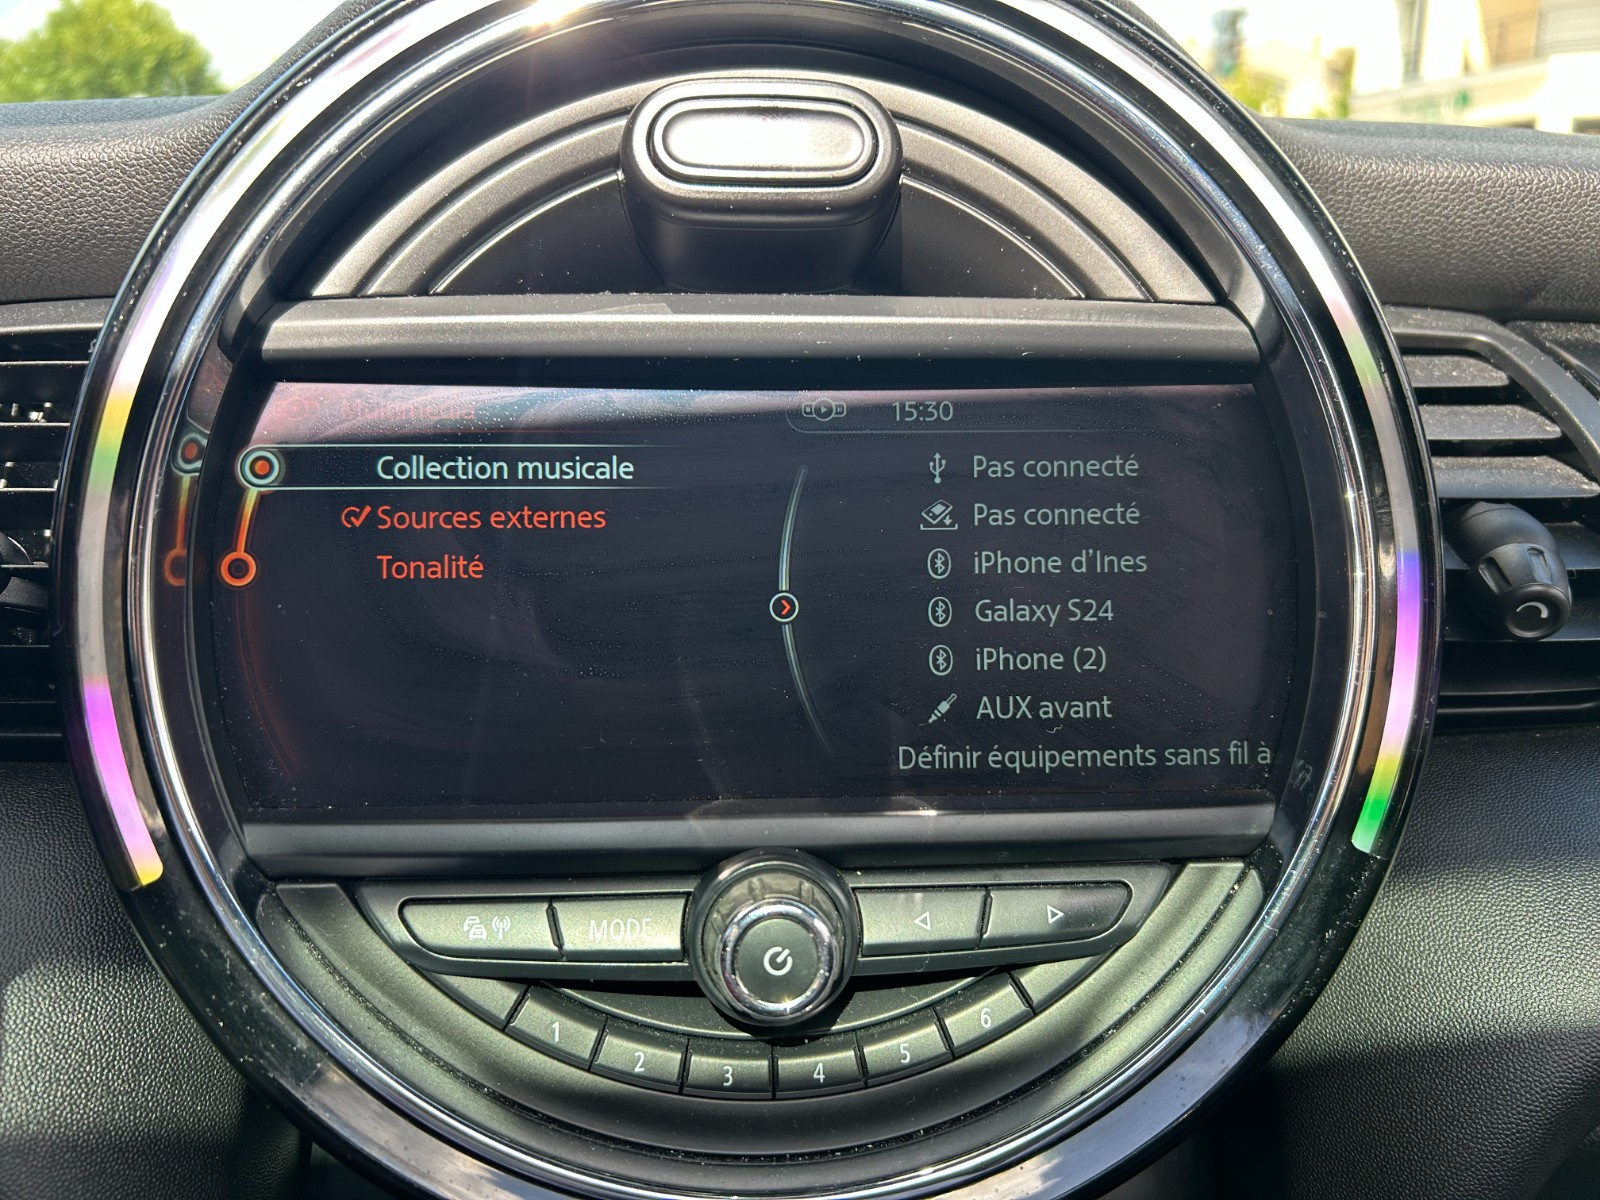 Multimédia
15:30
Collection musicale
Sources externes
Tonalité
Pas connecté
Pas connecté
iPhone d'Ines
Galaxy S24
iPhone (2)
AUX avant
Définir équipements sans fil à
MODE
1
2
3
4
5
6